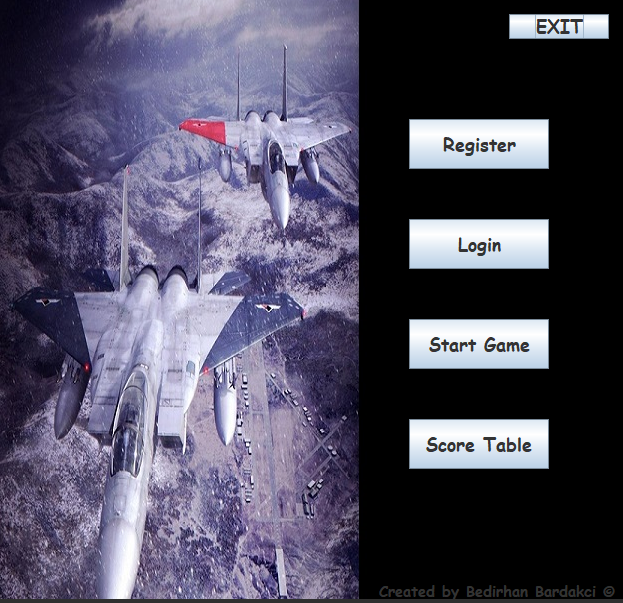 EXIT
Register
Login
Start Game
Score Table
Created by Bedirhan Bardakci ©